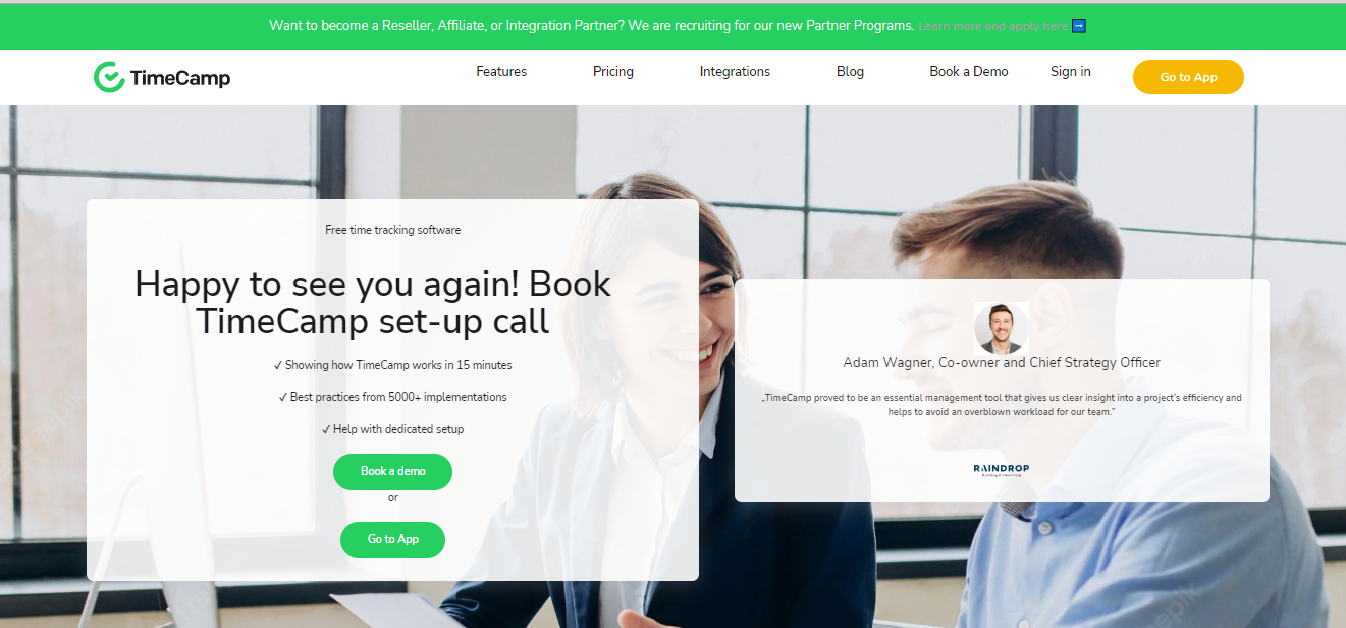 Want to become a Reseller, Affiliate, or Integration Partner? We are recruiting for our new Partner Programs. Learn more and apply here ➡
TimeCamp
Features Pricing Integrations Blog Book a Demo Sign in Go to App
Free time tracking software
Happy to see you again! Book
TimeCamp set-up call
✓ Showing how TimeCamp works in 15 minutes
✓ Best practices from 5000+ implementations
✓ Help with dedicated setup
Book a demo
or
Go to App
Adam Wagner, Co-owner and Chief Strategy Officer
„TimeCamp proved to be an essential management tool that gives us clear insight into a project's efficiency and
helps to avoid an overblown workload for our team.”
RAINDROP